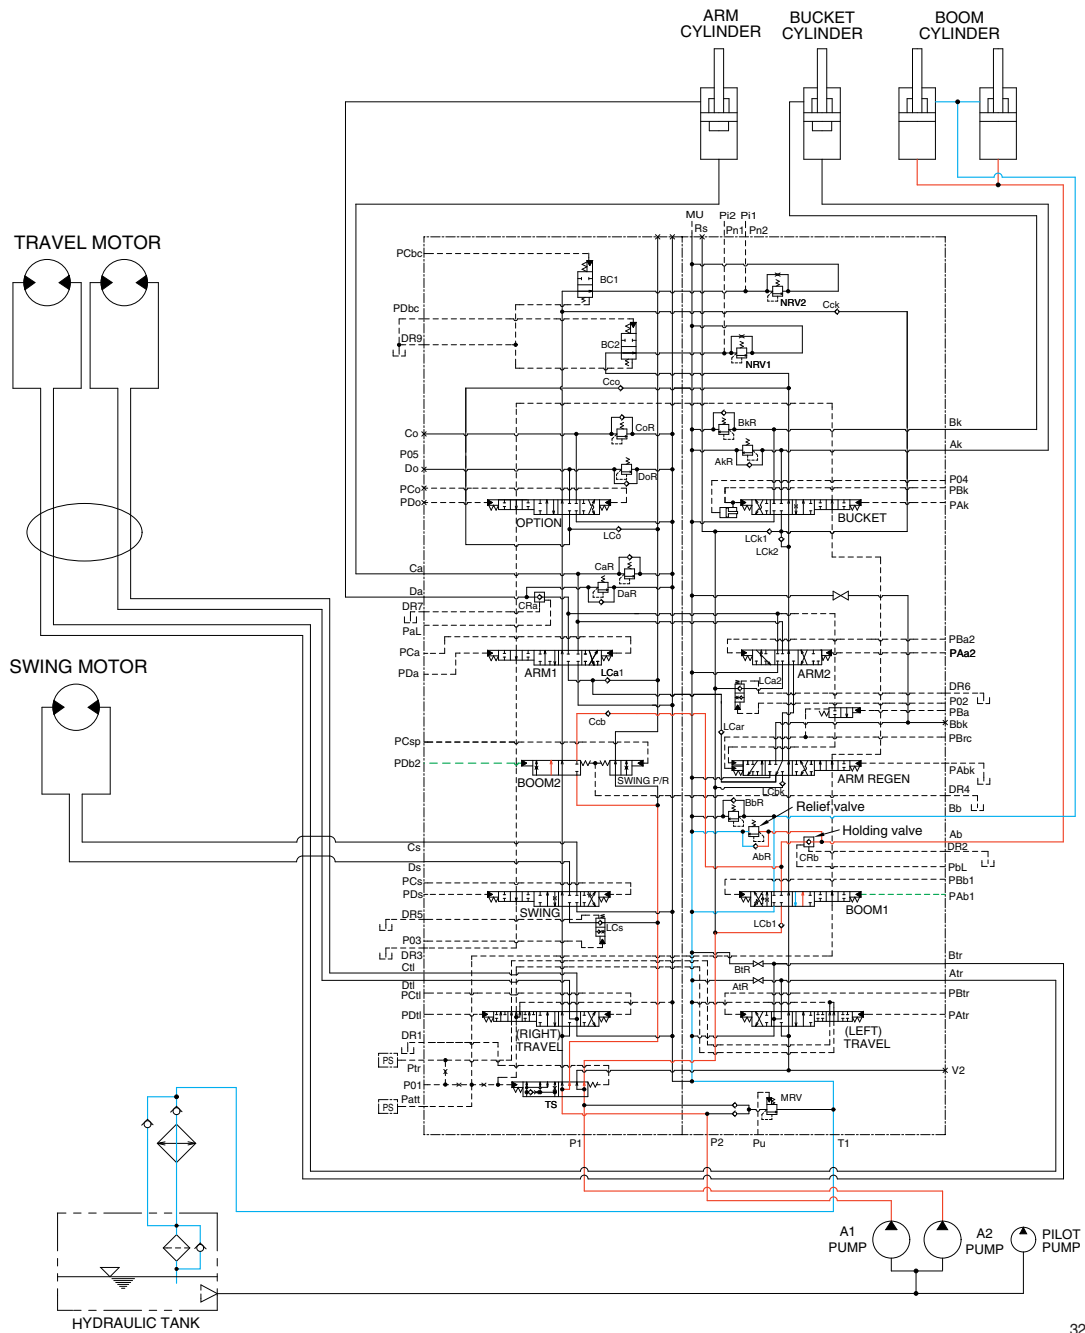 ARM
CYLINDER
BUCKET
CYLINDER
BOOM
CYLINDER
TRAVEL MOTOR
MU
Rs
Pi2
Pi1
Pn1
Pn2
PCbc
BC1
NRV2
Cck
PDbc
DR9
BC2
NRV1
Cco
Co
CoR
BkR
Bk
P05
Do
DoR
AkR
Ak
PCo
P04
PBk
PDo
PAk
OPTION
BUCKET
LCo
LCk1
LCk2
Ca
CaR
Da
DaR
DR7
CRa
PaL
PCa
PBa2
PDa
PAa2
ARM1
LCa1
ARM2
LCa2
DR6
P02
PBa
SWING MOTOR
Ccb
LCar
Bbk
PCsp
PBrc
PDb2
PAbk
BOOM2
SWING P/R
ARM REGEN
LCbk
DR4
BbR
Relief valve
Bb
Holding valve
Ab
AbR
CRb
DR2
PbL
Cs
Ds
PCs
PBb1
PDs
PAb1
SWING
BOOM1
DR5
LCs
LCb1
P03
DR3
Ctl
BtR
Btr
Dtl
AtR
Atr
PCtl
PBtr
PDtl
PAtr
(RIGHT)
TRAVEL
(LEFT)
TRAVEL
DR1
PS
Ptr
P01
V2
Patt
PS
TS
MRV
P1
P2
Pu
T1
A1
PUMP
A2
PUMP
PILOT
PUMP
HYDRAULIC TANK
32